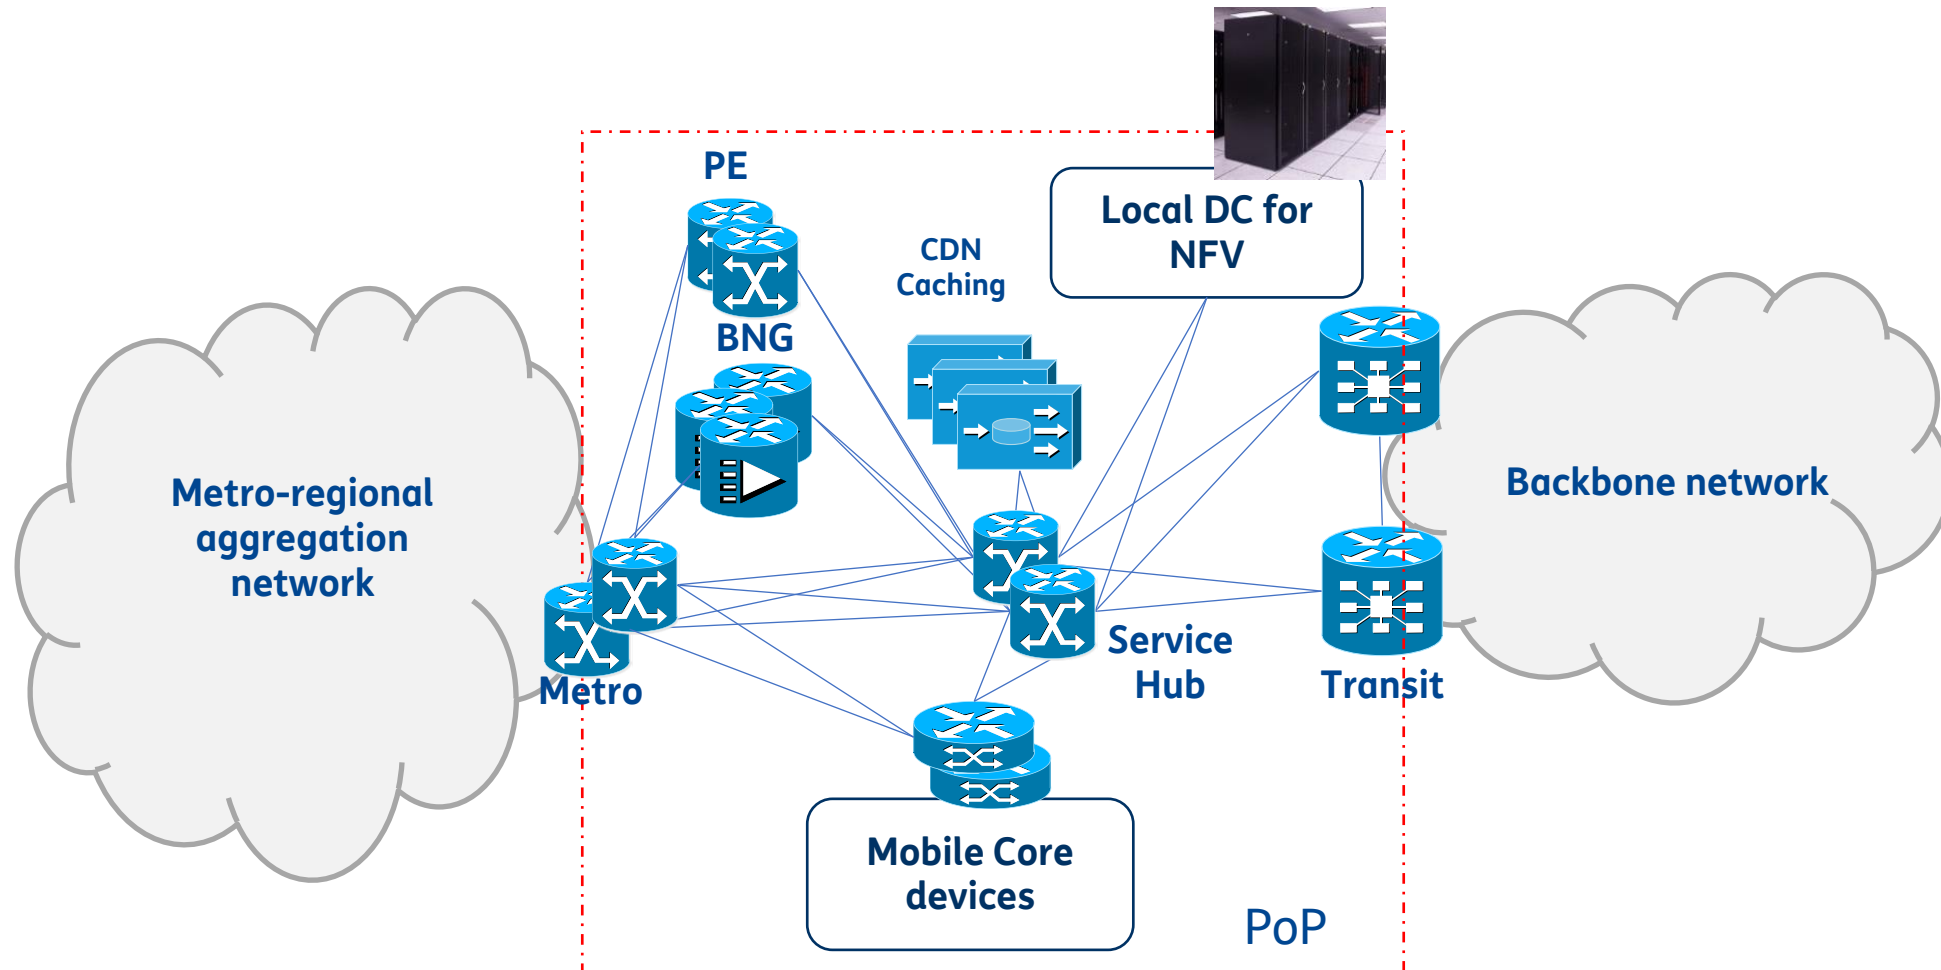 PE
Local DC for
NFV
CDN
Caching
BNG
Metro-regional
aggregation
network
Backbone network
Service
Hub
Metro
Transit
Mobile Core
devices
PoP